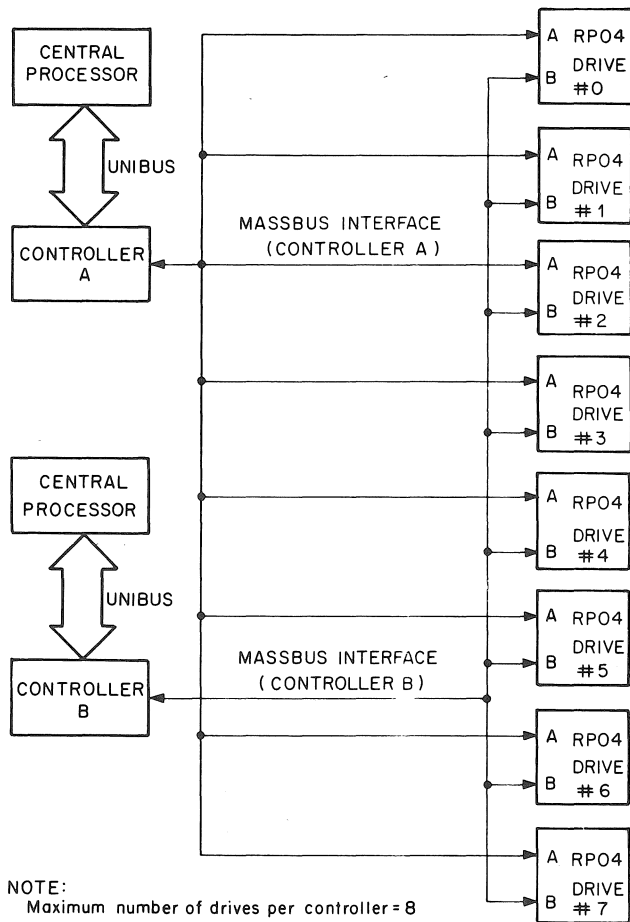 CENTRAL
PROCESSOR
UNIBUS
CONTROLLER
A
MASSBUS INTERFACE
(CONTROLLER A)
CENTRAL
PROCESSOR
UNIBUS
CONTROLLER
B
MASSBUS INTERFACE
(CONTROLLER B)
A RP04
DRIVE
B #0
A RP04
DRIVE
B #1
A RP04
DRIVE
B #2
A RP04
DRIVE
B #3
A RP04
DRIVE
B #4
A RP04
DRIVE
B #5
A RP04
DRIVE
B #6
A RP04
DRIVE
B #7
NOTE:
Maximum number of drives per controller = 8